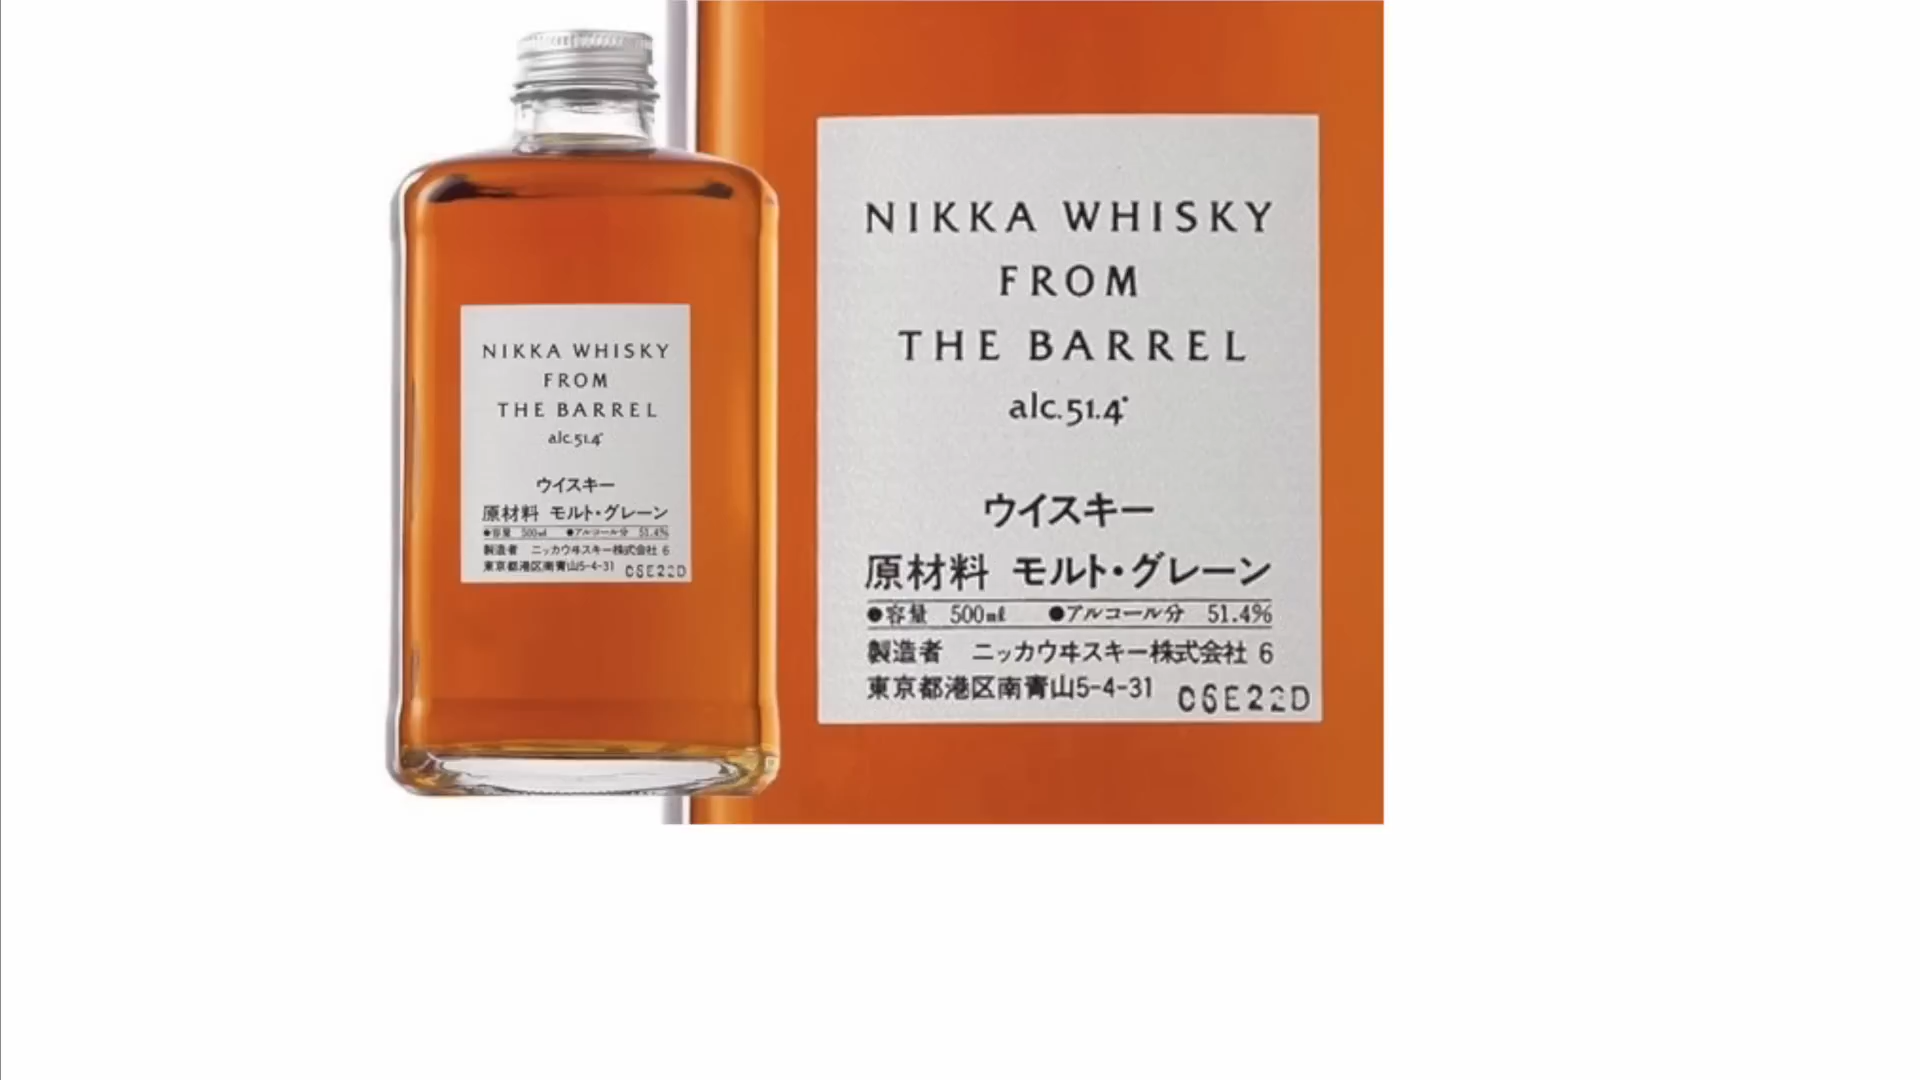 NIKKA WHISKY
FROM
THE BARREL
alc.51.4°
ウイスキー
原材料 モルト・グレーン
●容量 500ml ●アルコール分 51.4%
製造者 ニッカウヰスキー株式会社 6
東京都港区南青山5-4-31 06E22D
NIKKA WHISKY
FROM
THE BARREL
alc.51.4°
ウイスキー
原材料 モルト・グレーン
●容量 500ml ●アルコール分 51.4%
製造者 ニッカウヰスキー株式会社 6
東京都港区南青山5-4-31 06E22D